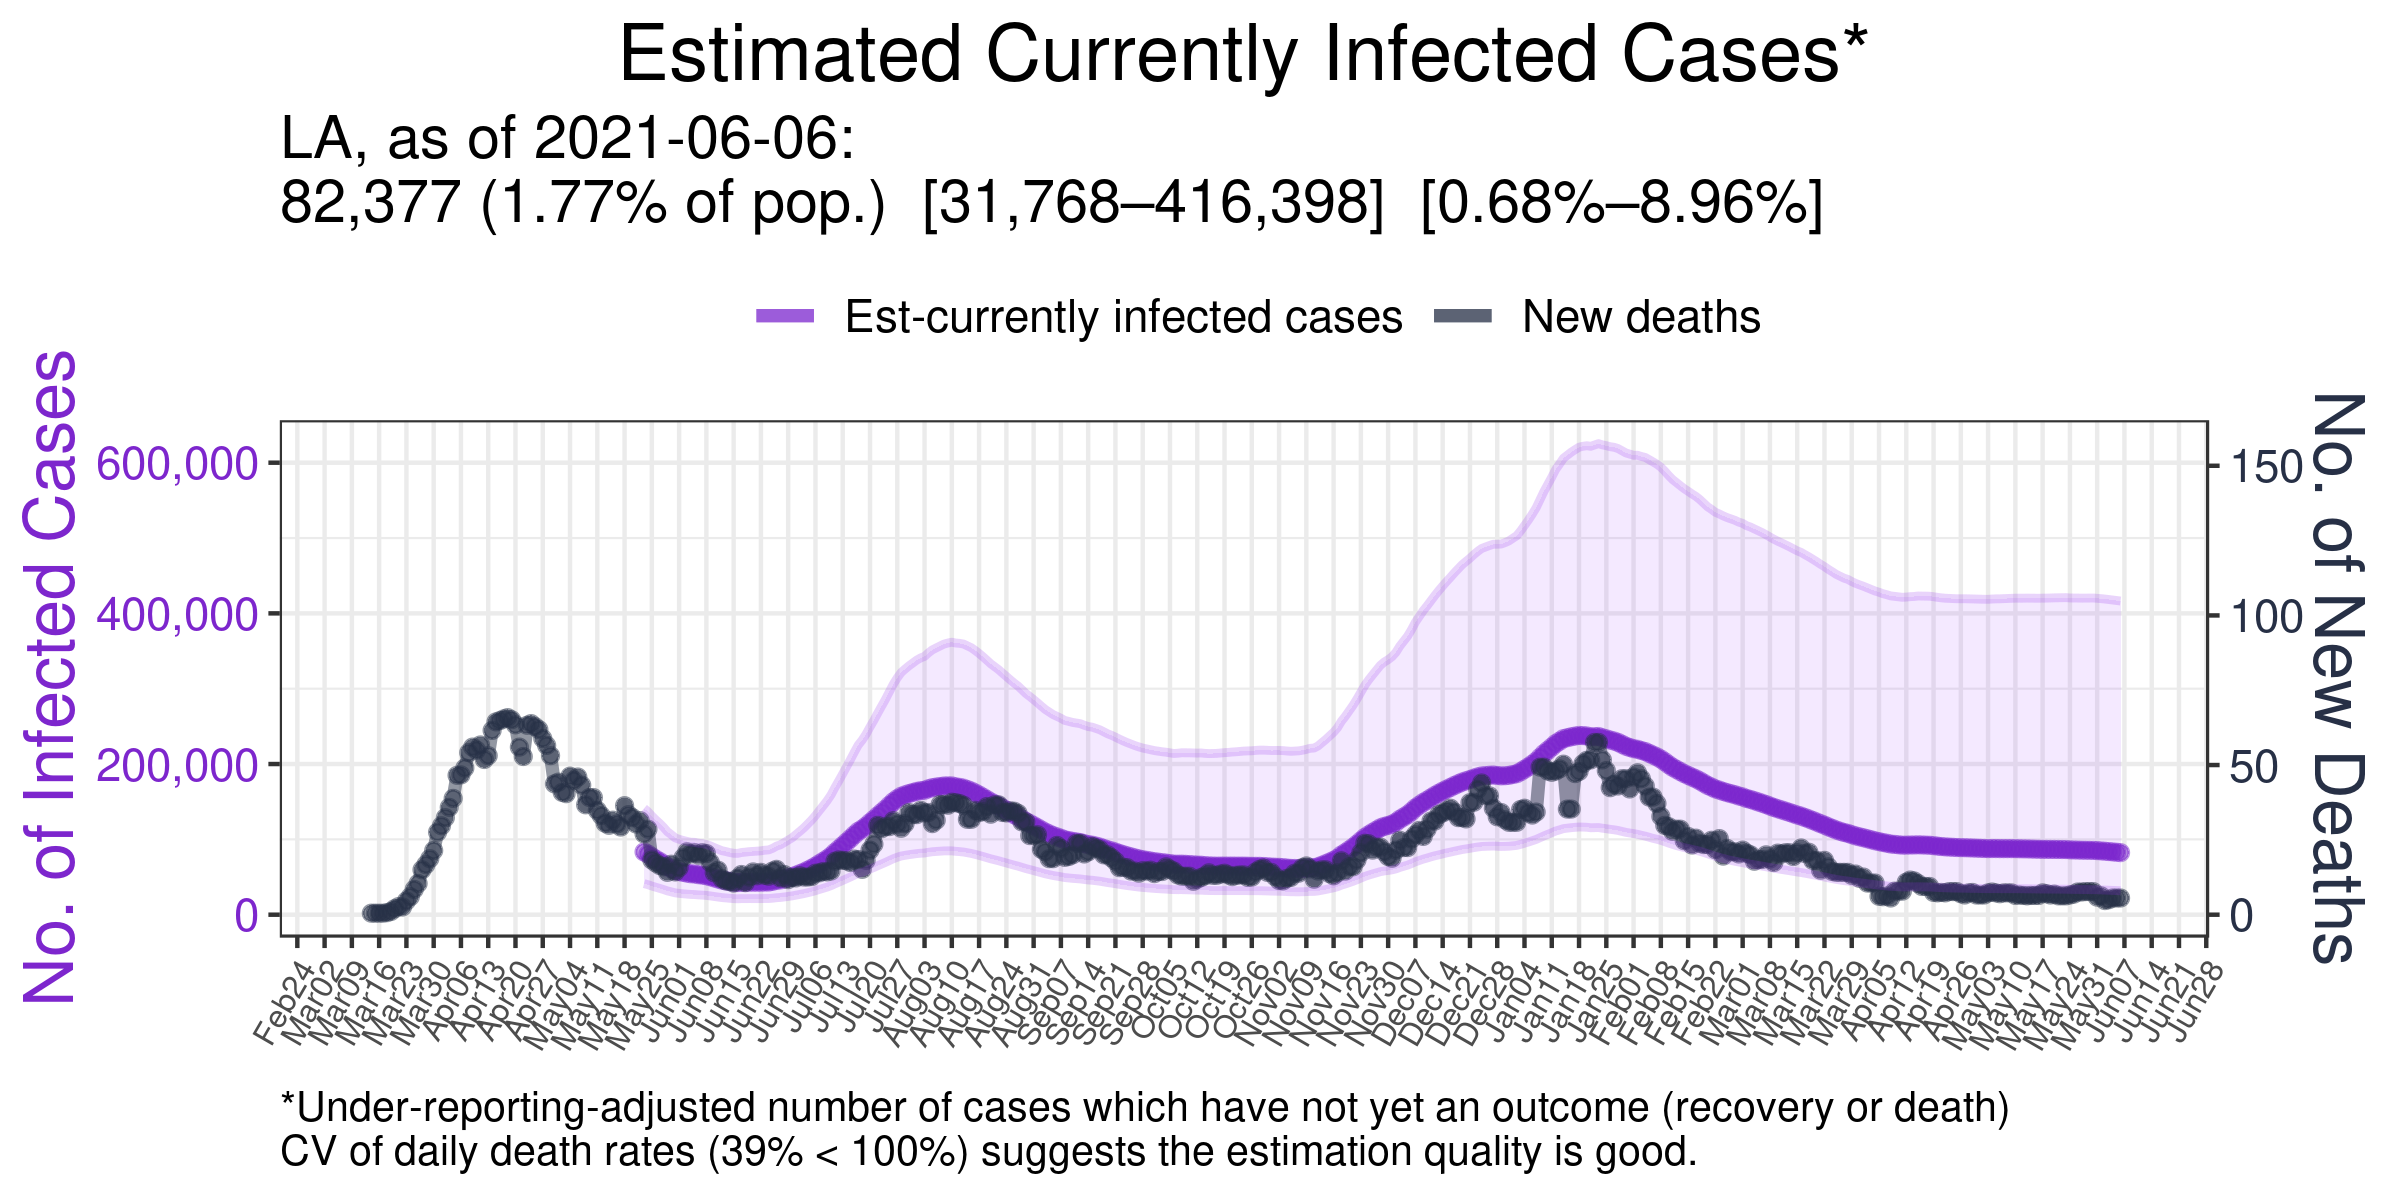 Estimated Currently Infected Cases*
LA, as of 2021-06-06:
82,377 (1.77% of pop.) [31,768–416,398] [0.68%–8.96%]
Est-currently infected cases
New deaths
No. of Infected Cases
600,000
400,000
200,000
0
150
100
50
0
No. of New Deaths
Feb24
Mar02
Mar09
Mar16
Mar23
Mar30
Apr06
Apr13
Apr20
Apr27
May04
May11
May18
May25
Jun01
Jun08
Jun15
Jun22
Jun29
Jul06
Jul13
Jul20
Jul27
Aug03
Aug10
Aug17
Aug24
Aug31
Sep07
Sep14
Sep21
Sep28
Oct05
Oct12
Oct19
Oct26
Nov02
Nov09
Nov16
Nov23
Nov30
Dec07
Dec14
Dec21
Dec28
Jan04
Jan11
Jan18
Jan25
Feb01
Feb08
Feb15
Feb22
Mar01
Mar08
Mar15
Mar22
Mar29
Apr05
Apr12
Apr19
Apr26
May03
May10
May17
May24
May31
Jun07
Jun14
Jun21
Jun28
*Under-reporting-adjusted number of cases which have not yet an outcome (recovery or death)
CV of daily death rates (39% < 100%) suggests the estimation quality is good.